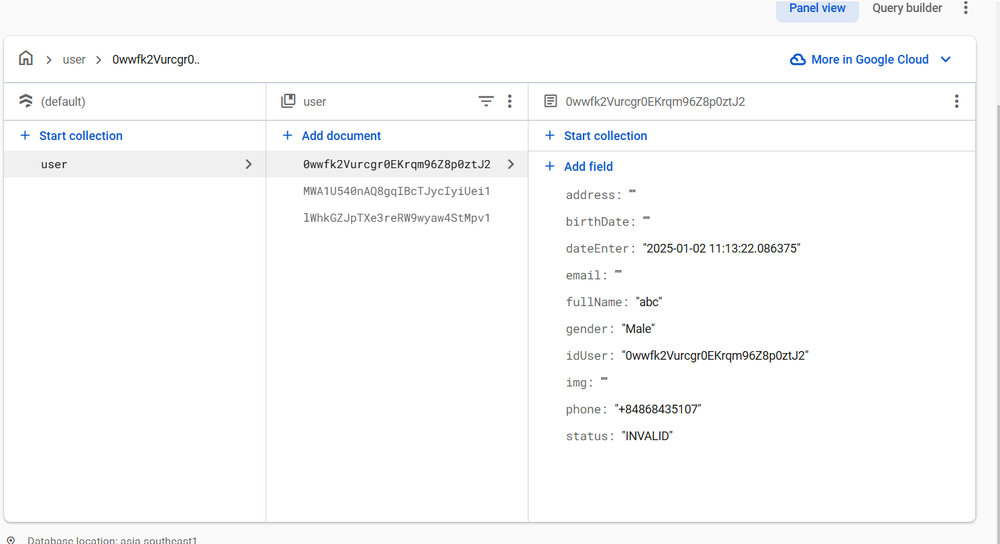 Panel view Query builder
user 0wwfk2Vurcgr0..
More in Google Cloud
(default)
user
0wwfk2Vurcgr0EKrqm96Z8p0ztJ2
+ Start collection
+ Add document
+ Start collection
user
0wwfk2Vurcgr0EKrqm96Z8p0ztJ2
MWA1U540nAQ8gqIBcTJycIyiUei1
lWhkGZJpTXe3reRW9wyaw4StMpv1
+ Add field
address: ""
birthDate: ""
dateEnter: "2025-01-02 11:13:22.086375"
email: ""
fullName: "abc"
gender: "Male"
idUser: "0wwfk2Vurcgr0EKrqm96Z8p0ztJ2"
img: ""
phone: "+84868435107"
status: "INVALID"
Database location: asia-southeast1